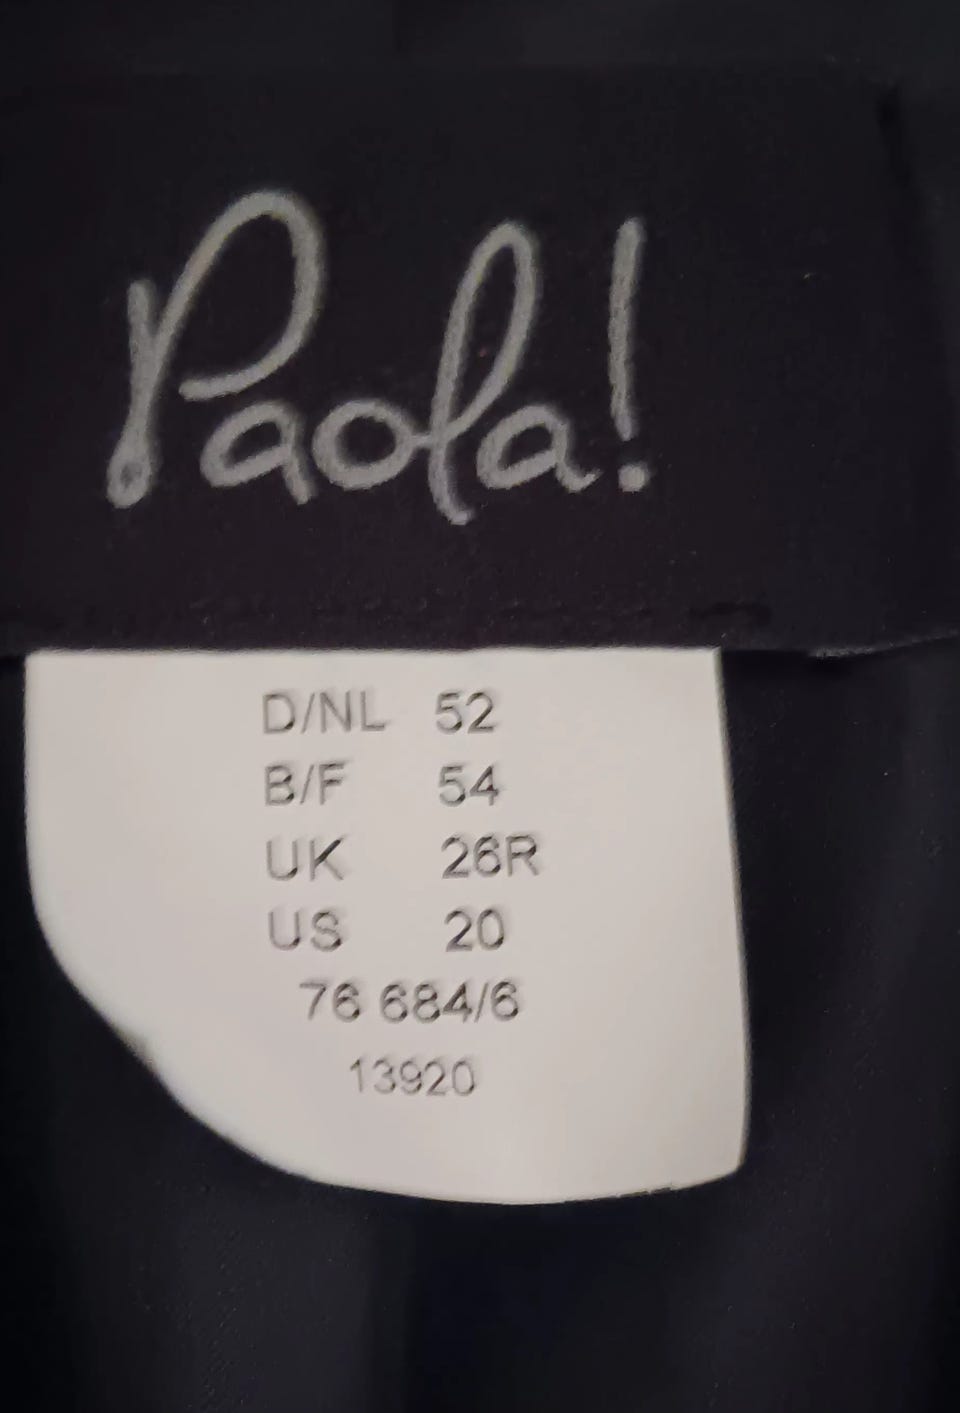 Paola!
D/NL 52
B/F 54
UK 26R
US 20
76 684/6
13920